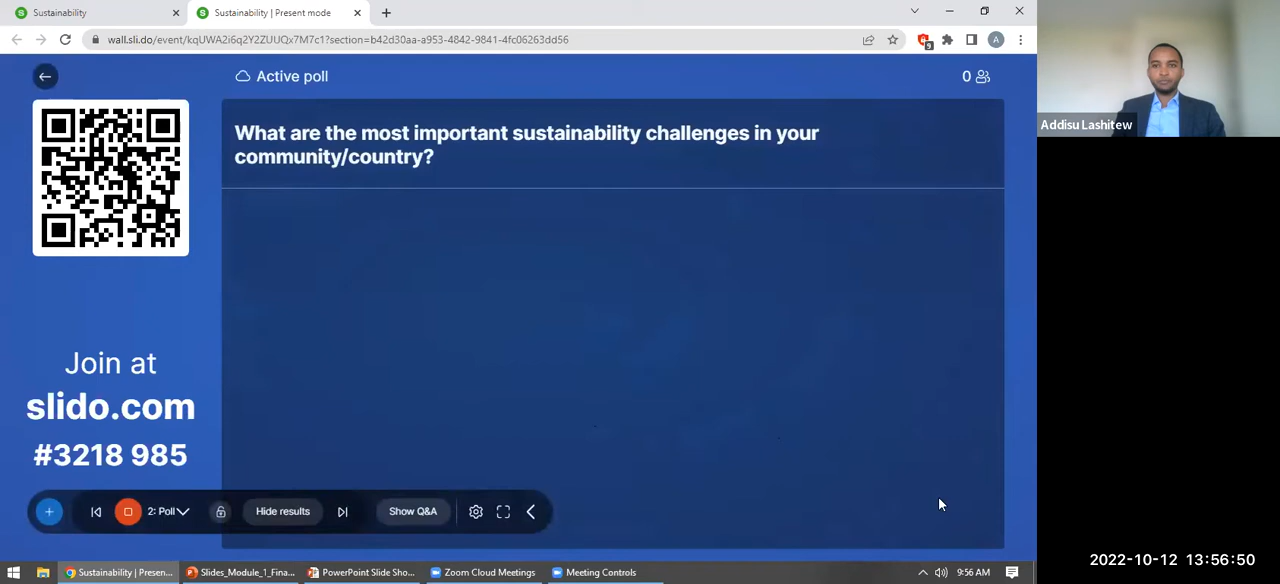 Sustainability
Sustainability | Present mode
wall.sli.do/event/kqUWA2i6q2Y2ZUUQx7M7c1?section=b42d30aa-a953-4842-9841-4fc06263dd56
9
A
Active poll
0
What are the most important sustainability challenges in your
community/country?
Join at
slido.com
#3218 985
2: Poll
Hide results
Show Q&A
Addisu Lashitew
2022-10-12 13:56:50
Sustainability | Presen...
Slides_Module_1_Fina...
PowerPoint Slide Sho...
Zoom Cloud Meetings
Meeting Controls
9:56 AM